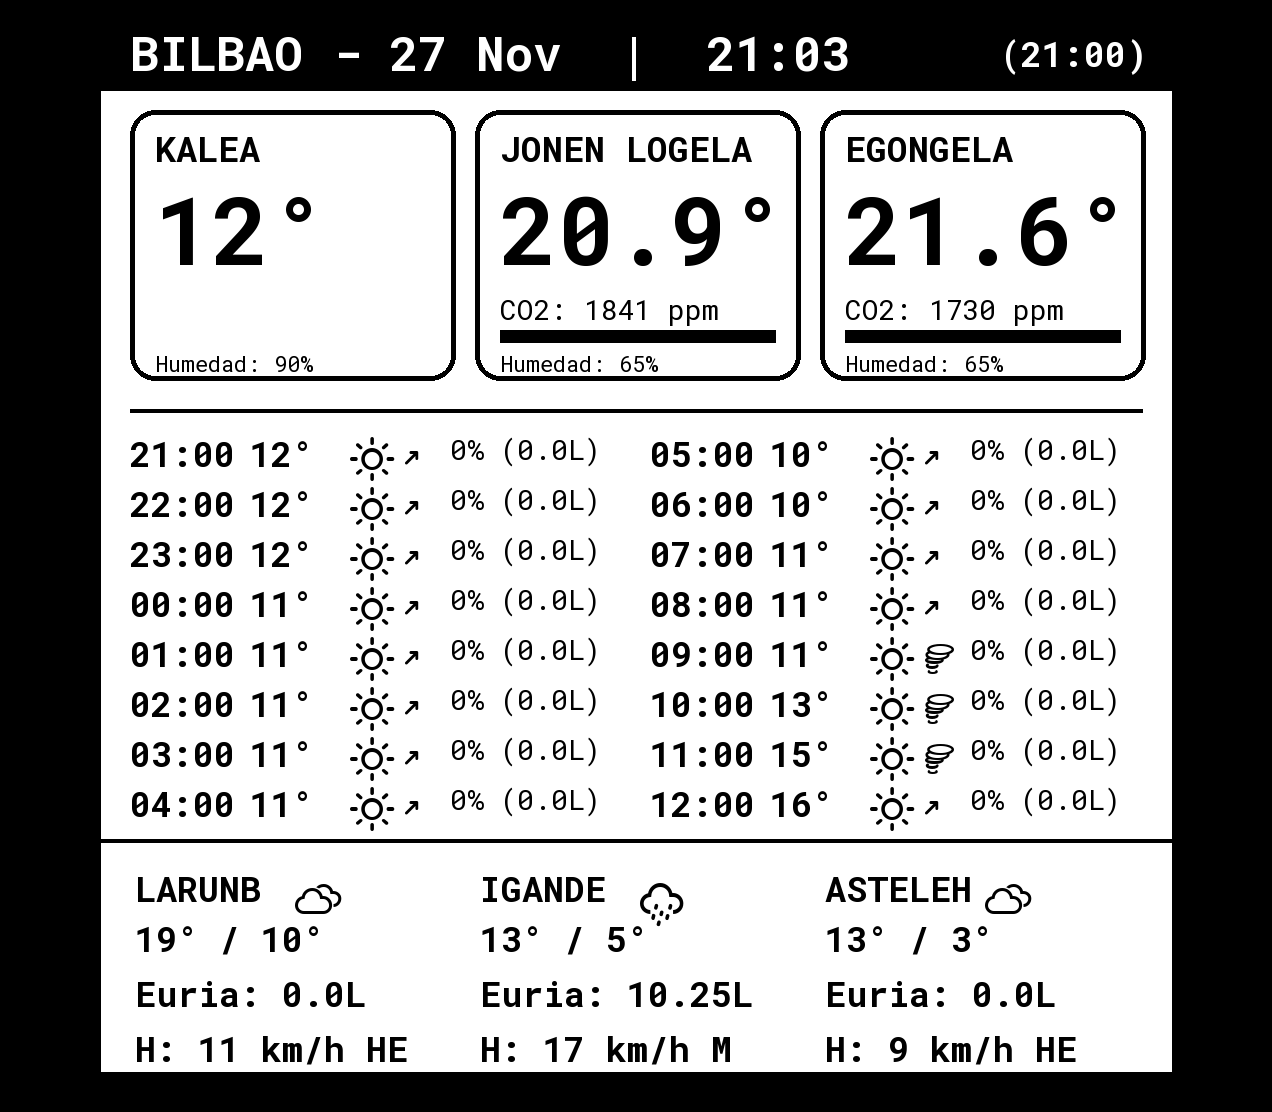 BILBAO - 27 Nov | 21:03 (21:00)
KALEA
12°
Humedad: 90%
JONEN LOGELA
20.9°
CO2: 1841 ppm
Humedad: 65%
EGONGELA
21.6°
CO2: 1730 ppm
Humedad: 65%
21:00 12° 0% (0.0L)
22:00 12° 0% (0.0L)
23:00 12° 0% (0.0L)
00:00 11° 0% (0.0L)
01:00 11° 0% (0.0L)
02:00 11° 0% (0.0L)
03:00 11° 0% (0.0L)
04:00 11° 0% (0.0L)
05:00 10° 0% (0.0L)
06:00 10° 0% (0.0L)
07:00 11° 0% (0.0L)
08:00 11° 0% (0.0L)
09:00 11° 0% (0.0L)
10:00 13° 0% (0.0L)
11:00 15° 0% (0.0L)
12:00 16° 0% (0.0L)
LARUNB
19° / 10°
Euria: 0.0L
H: 11 km/h HE
IGANDE
13° / 5°
Euria: 10.25L
H: 17 km/h M
ASTELEH
13° / 3°
Euria: 0.0L
H: 9 km/h HE